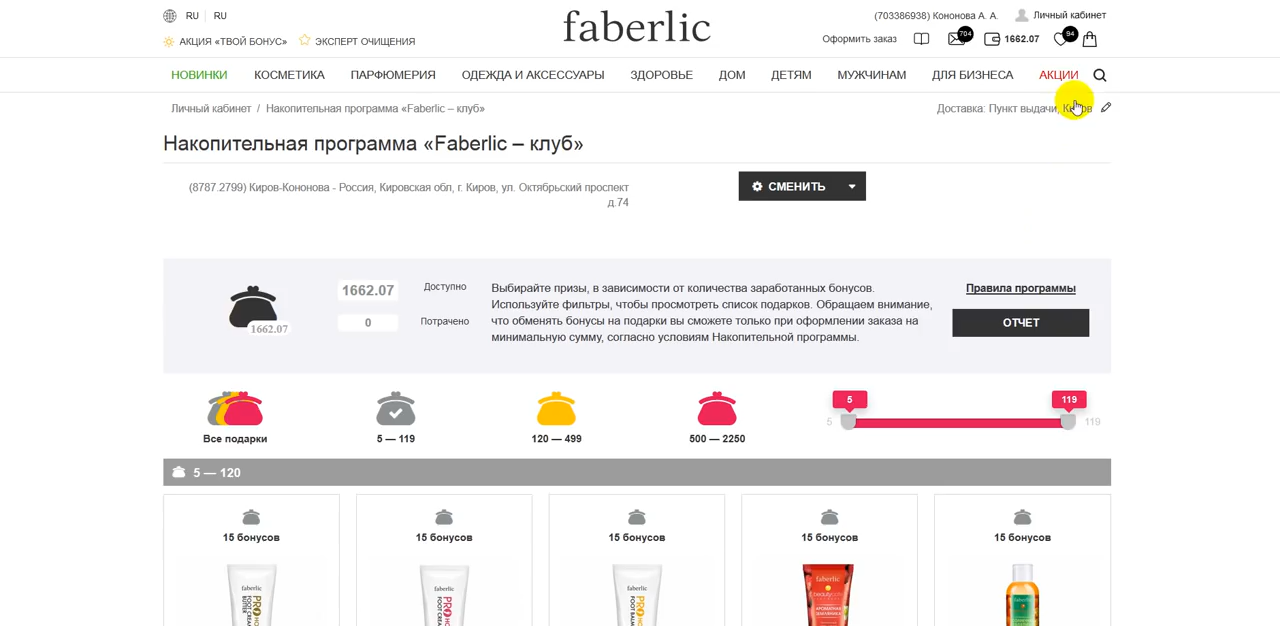 RU RU
(703386938) Кононова А. А. Личный кабинет
faberlic
АКЦИЯ «ТВОЙ БОНУС» ЭКСПЕРТ ОЧИЩЕНИЯ
Оформить заказ 704 1662.07 94
НОВИНКИ КОСМЕТИКА ПАРФЮМЕРИЯ ОДЕЖДА И АКСЕССУАРЫ ЗДОРОВЬЕ ДОМ ДЕТЯМ МУЖЧИНАМ ДЛЯ БИЗНЕСА АКЦИИ
Личный кабинет / Накопительная программа «Faberlic – клуб»
Доставка: Пункт выдачи, Киров
Накопительная программа «Faberlic – клуб»
(8787.2799) Киров-Кононова - Россия, Кировская обл, г. Киров, ул. Октябрьский проспект
д.74
СМЕНИТЬ
1662.07
1662.07 Доступно
0 Потрачено
Выбирайте призы, в зависимости от количества заработанных бонусов.
Используйте фильтры, чтобы просмотреть список подарков. Обращаем внимание,
что обменять бонусы на подарки вы сможете только при оформлении заказа на
минимальную сумму, согласно условиям Накопительной программы.
Правила программы
ОТЧЕТ
Все подарки
5 — 119
120 — 499
500 — 2250
5 119
5 119
5 — 120
15 бонусов 15 бонусов 15 бонусов 15 бонусов 15 бонусов
faberlic faberlic faberlic faberlic